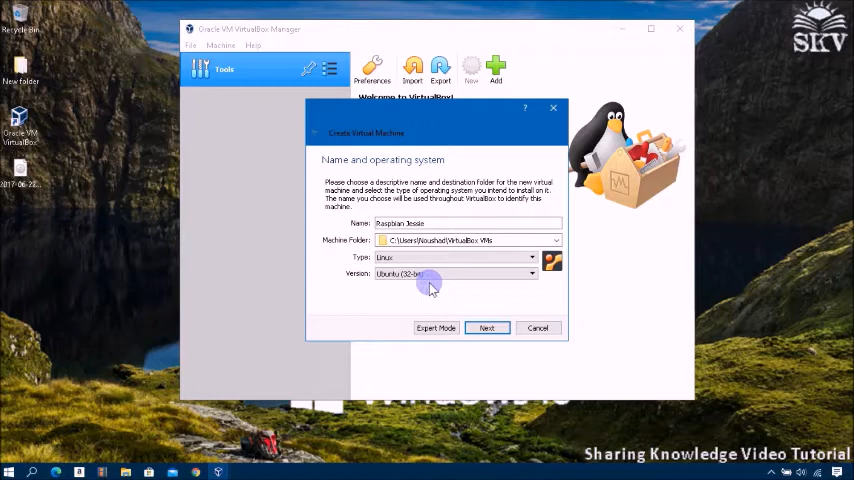 Recycle Bin
New folder
Oracle VM
VirtualBox
2017-06-22...
Oracle VM VirtualBox Manager
File Machine Help
Tools
Preferences Import Export New Add
Welcome to VirtualBox!
Create Virtual Machine
Name and operating system
Please choose a descriptive name and destination folder for the new virtual
machine and select the type of operating system you intend to install on it.
The name you choose will be used throughout VirtualBox to identify this
machine.
Name: Raspbian Jessie
Machine Folder: C:\Users\Noushad\VirtualBox VMs
Type: Linux
Version: Ubuntu (32-bit)
Expert Mode Next Cancel
SKV
Sharing Knowledge Video Tutorial